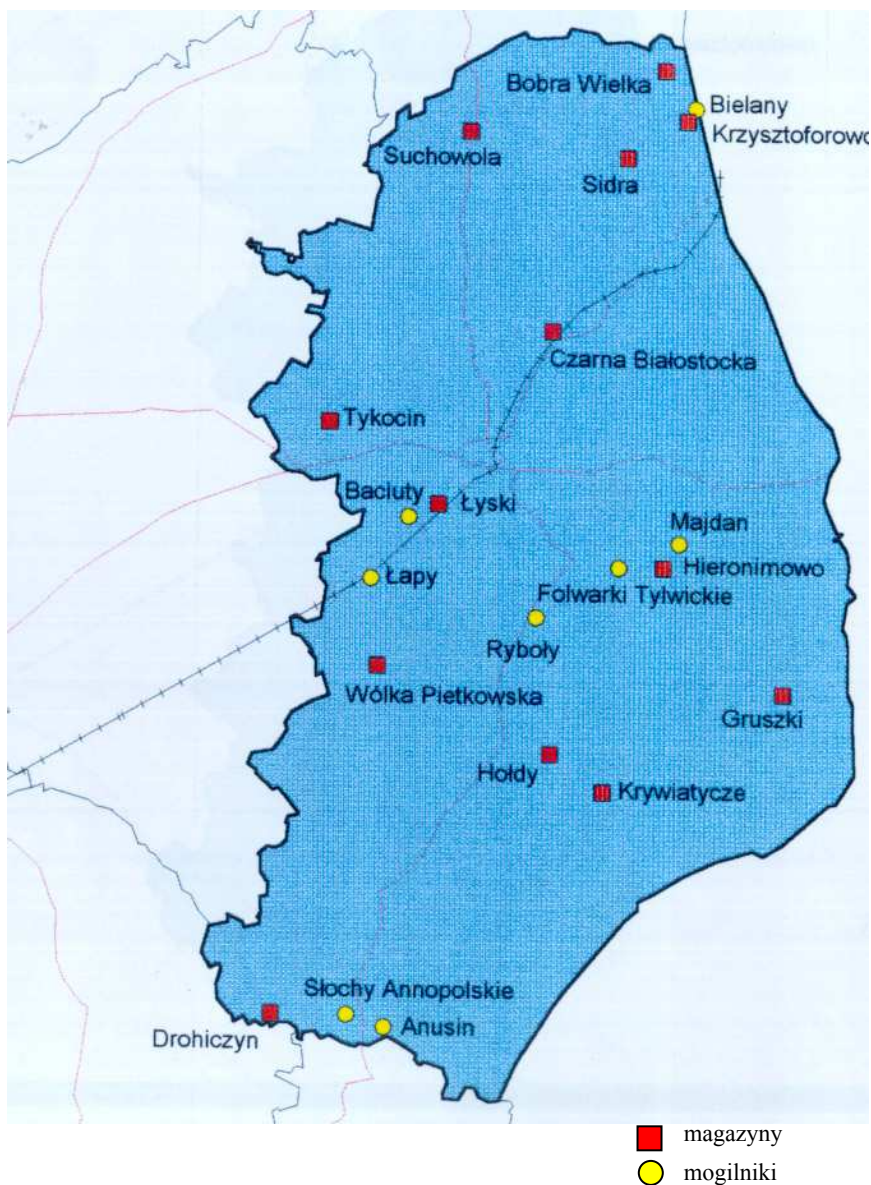 Bobra Wielka
Bielany
Krzysztoforowo
Suchowola
Sidra
Czarna Białostocka
Tykocin
Baciuty
Łyski
Majdan
Łapy
Hieronimowo
Folwarki Tylwickie
Ryboły
Wólka Pietkowska
Gruszki
Hołdy
Krywiatycze
Słochy Annopolskie
Drohiczyn
Anusin
magazyny
mogilniki